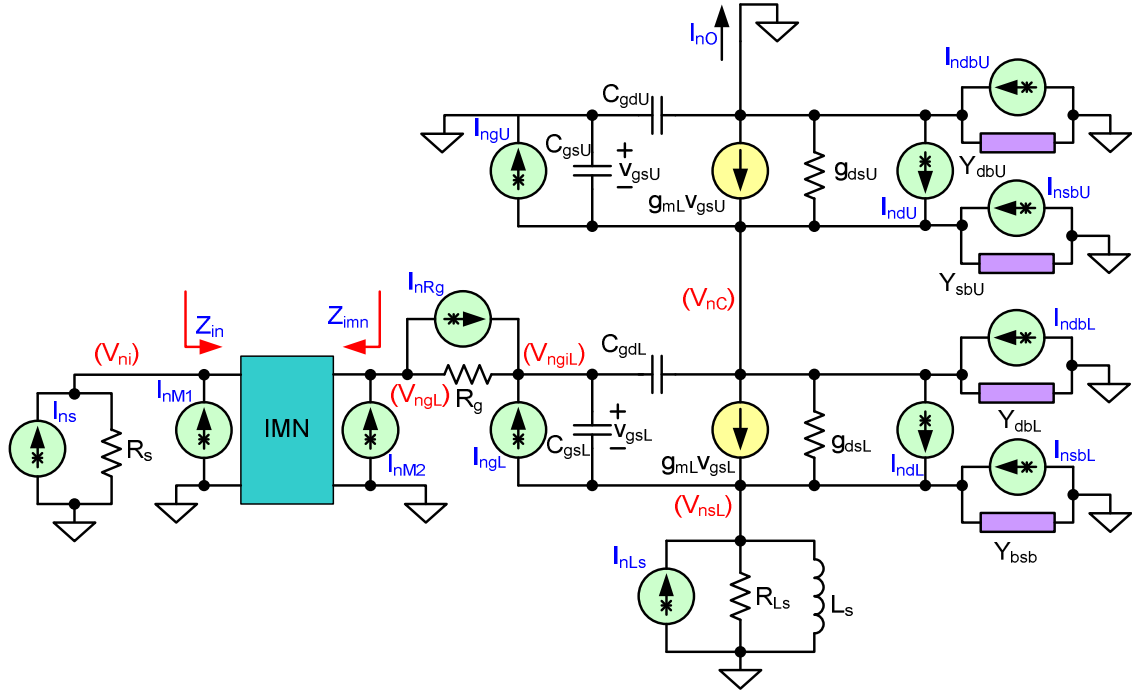 InO
IndbU
CgdU
IngU
CgsU
+
vgsU
–
gmLvgsU
gdsU
YdbU
IndU
InsbU
YsbU
(VnC)
InRg
Zin
Zimn
(Vni)
(VngL)
Rg
(VngiL)
CgdL
IndbL
YdbL
Ins
Rs
InM1
IMN
InM2
IngL
CgsL
+
vgsL
–
gmLvgsL
gdsL
IndL
InsbL
Ybsb
(VnsL)
InLs
RLs
Ls